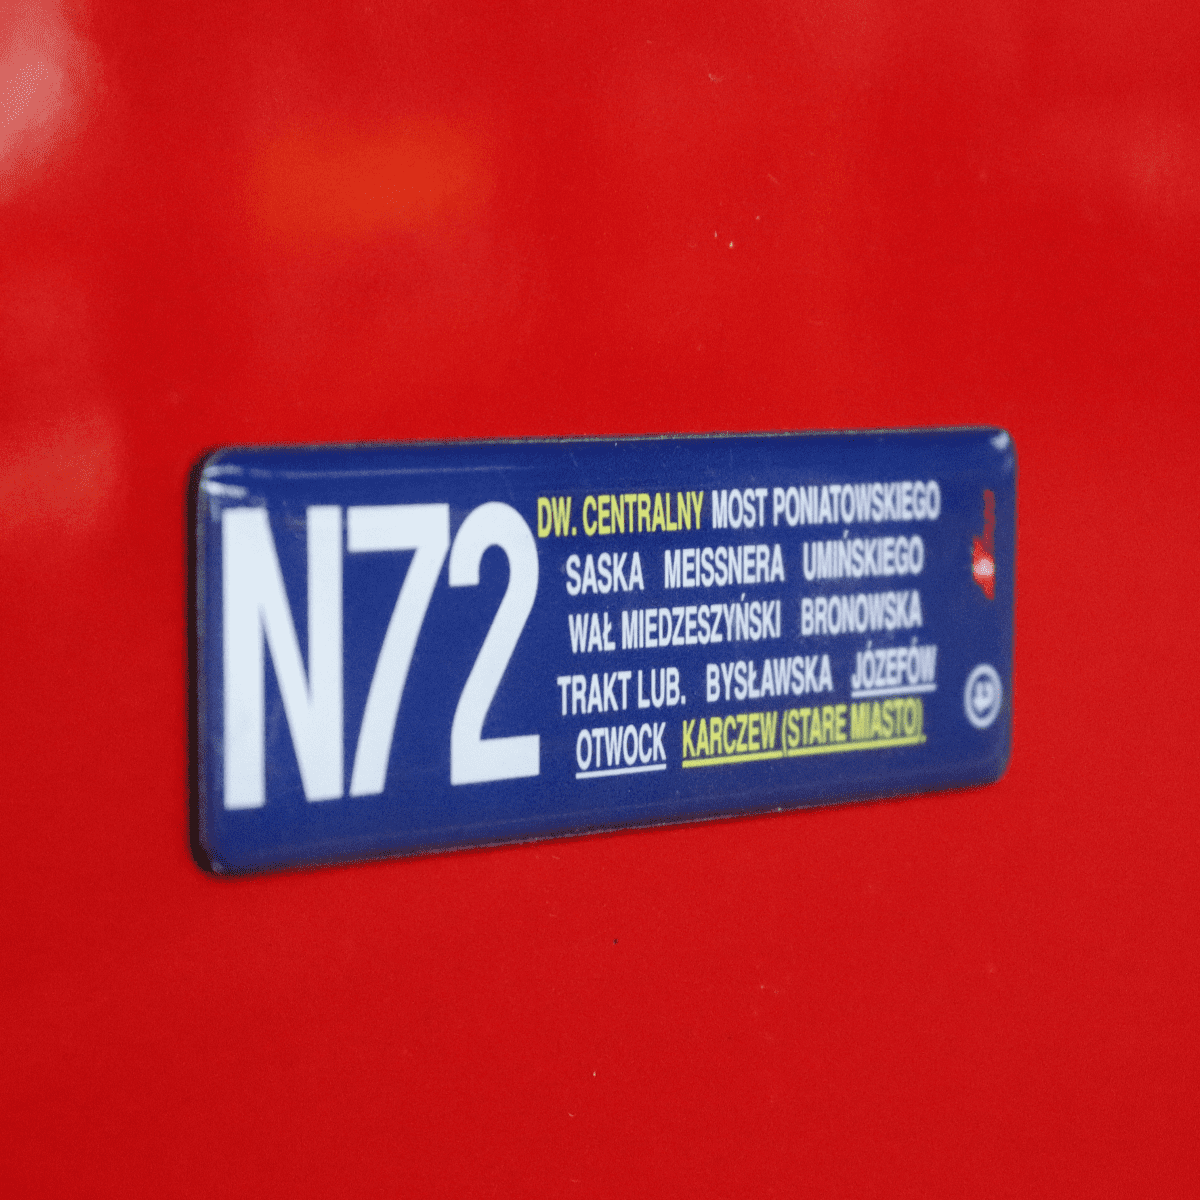 N72
DW. CENTRALNY MOST PONIATOWSKIEGO
SASKA MEISSNERA UMIŃSKIEGO
WAŁ MIEDZESZYŃSKI BRONOWSKA
TRAKT LUB. BYSŁAWSKA JÓZEFÓW
OTWOCK KARCZEW (STARE MIASTO)